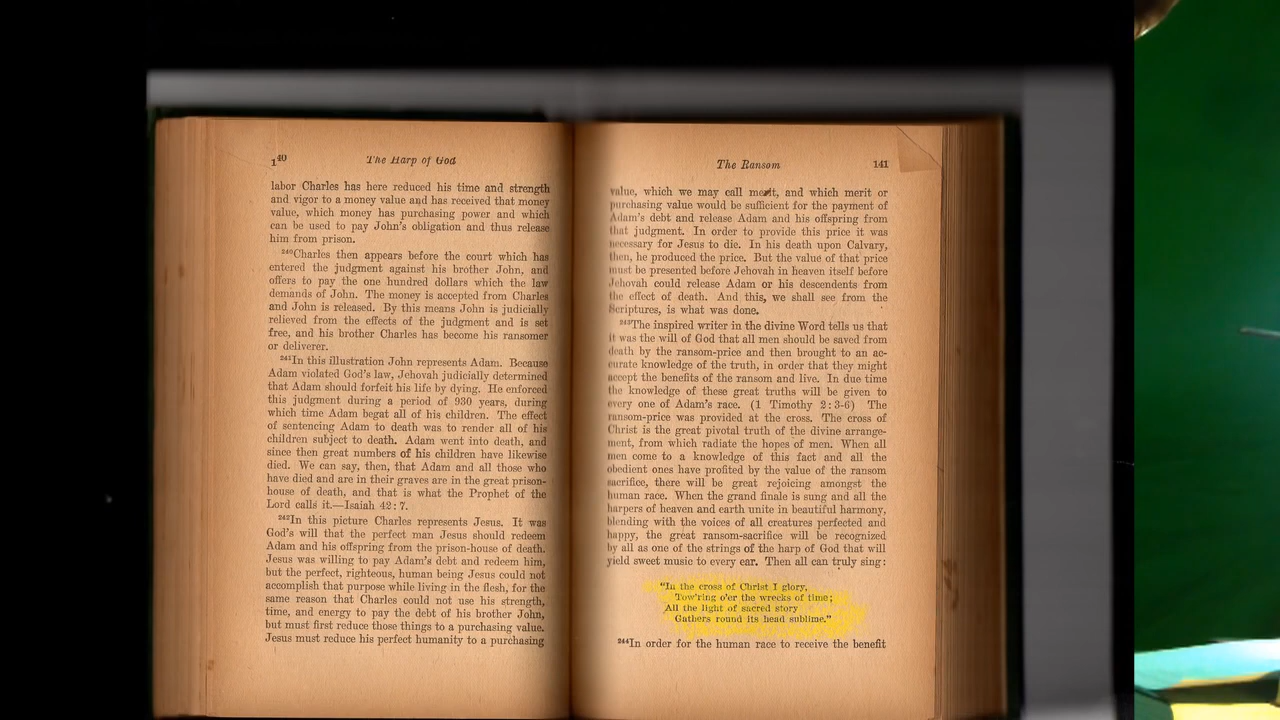 140
The Harp of God
labor Charles has here reduced his time and strength
and vigor to a money value and has received that money
value, which money has purchasing power and which
can be used to pay John's obligation and thus release
him from prison.
²⁴⁰Charles then appears before the court which has
entered the judgment against his brother John, and
offers to pay the one hundred dollars which the law
demands of John. The money is accepted from Charles
and John is released. By this means John is judicially
relieved from the effects of the judgment and is set
free, and his brother Charles has become his ransomer
or deliverer.
²⁴¹In this illustration John represents Adam. Because
Adam violated God's law, Jehovah judicially determined
that Adam should forfeit his life by dying. He enforced
this judgment during a period of 930 years, during
which time Adam begat all of his children. The effect
of sentencing Adam to death was to render all of his
children subject to death. Adam went into death, and
since then great numbers of his children have likewise
died. We can say, then, that Adam and all those who
have died and are in their graves are in the great prison-
house of death, and that is what the Prophet of the
Lord calls it.—Isaiah 42:7.
²⁴²In this picture Charles represents Jesus. It was
God's will that the perfect man Jesus should redeem
Adam and his offspring from the prison-house of death.
Jesus was willing to pay Adam's debt and redeem him,
but the perfect, righteous, human being Jesus could not
accomplish that purpose while living in the flesh, for the
same reason that Charles could not use his strength,
time, and energy to pay the debt of his brother John,
but must first reduce those things to a purchasing value.
Jesus must reduce his perfect humanity to a purchasing
The Ransom
141
value, which we may call merit, and which merit or
purchasing value would be sufficient for the payment of
Adam's debt and release Adam and his offspring from
that judgment. In order to provide this price it was
necessary for Jesus to die. In his death upon Calvary,
then, he produced the price. But the value of that price
must be presented before Jehovah in heaven itself before
Jehovah could release Adam or his descendents from
the effect of death. And this, we shall see from the
Scriptures, is what was done.
²⁴³The inspired writer in the divine Word tells us that
it was the will of God that all men should be saved from
death by the ransom-price and then brought to an ac-
curate knowledge of the truth, in order that they might
accept the benefits of the ransom and live. In due time
the knowledge of these great truths will be given to
every one of Adam's race. (1 Timothy 2:3-6) The
ransom-price was provided at the cross. The cross of
Christ is the great pivotal truth of the divine arrange-
ment, from which radiate the hopes of men. When all
men come to a knowledge of this fact and all the
obedient ones have profited by the value of the ransom
sacrifice, there will be great rejoicing amongst the
human race. When the grand finale is sung and all the
harpers of heaven and earth unite in beautiful harmony,
blending with the voices of all creatures perfected and
happy, the great ransom-sacrifice will be recognized
by all as one of the strings of the harp of God that will
yield sweet music to every ear. Then all can truly sing:
"In the cross of Christ I glory,
Tow'ring o'er the wrecks of time;
All the light of sacred story
Gathers round its head sublime."
²⁴⁴In order for the human race to receive the benefit